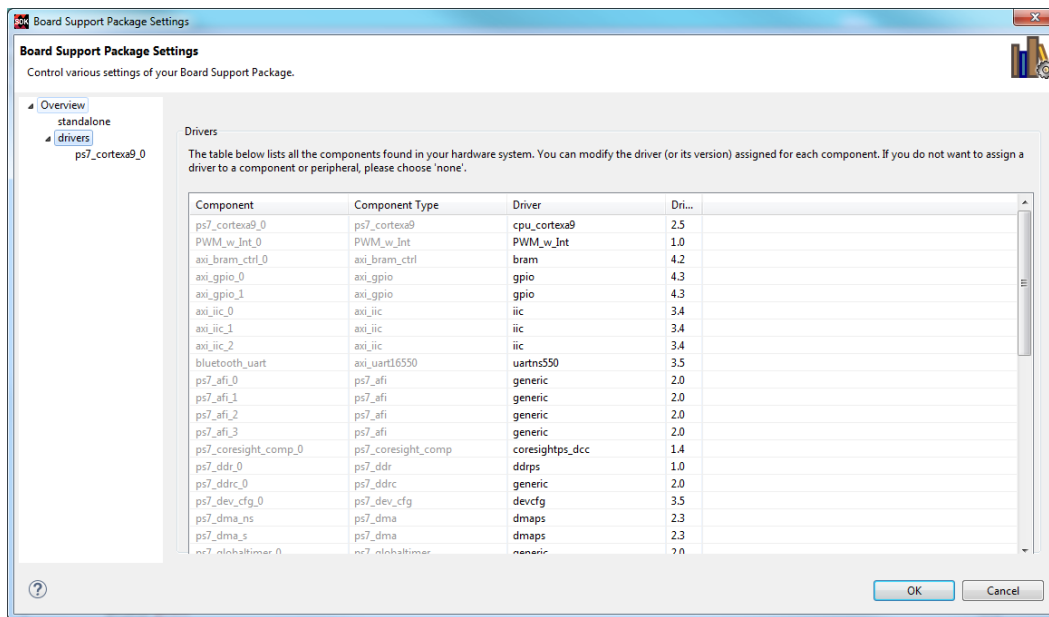 SDK Board Support Package Settings
Board Support Package Settings
Control various settings of your Board Support Package.
Overview
standalone
drivers
ps7_cortexa9_0
Drivers
The table below lists all the components found in your hardware system. You can modify the driver (or its version) assigned for each component. If you do not want to assign a
driver to a component or peripheral, please choose 'none'.
Component Component Type Driver Dri...
ps7_cortexa9_0 ps7_cortexa9 cpu_cortexa9 2.5
PWM_w_Int_0 PWM_w_Int PWM_w_Int 1.0
axi_bram_ctrl_0 axi_bram_ctrl bram 4.2
axi_gpio_0 axi_gpio gpio 4.3
axi_gpio_1 axi_gpio gpio 4.3
axi_iic_0 axi_iic iic 3.4
axi_iic_1 axi_iic iic 3.4
axi_iic_2 axi_iic iic 3.4
bluetooth_uart axi_uart16550 uartns550 3.5
ps7_afi_0 ps7_afi generic 2.0
ps7_afi_1 ps7_afi generic 2.0
ps7_afi_2 ps7_afi generic 2.0
ps7_afi_3 ps7_afi generic 2.0
ps7_coresight_comp_0 ps7_coresight_comp coresightps_dcc 1.4
ps7_ddr_0 ps7_ddr ddrps 1.0
ps7_ddrc_0 ps7_ddrc generic 2.0
ps7_dev_cfg_0 ps7_dev_cfg devcfg 3.5
ps7_dma_ns ps7_dma dmaps 2.3
ps7_dma_s ps7_dma dmaps 2.3
ps7_globaltimer_0 ps7_globaltimer generic 2.0
OK Cancel